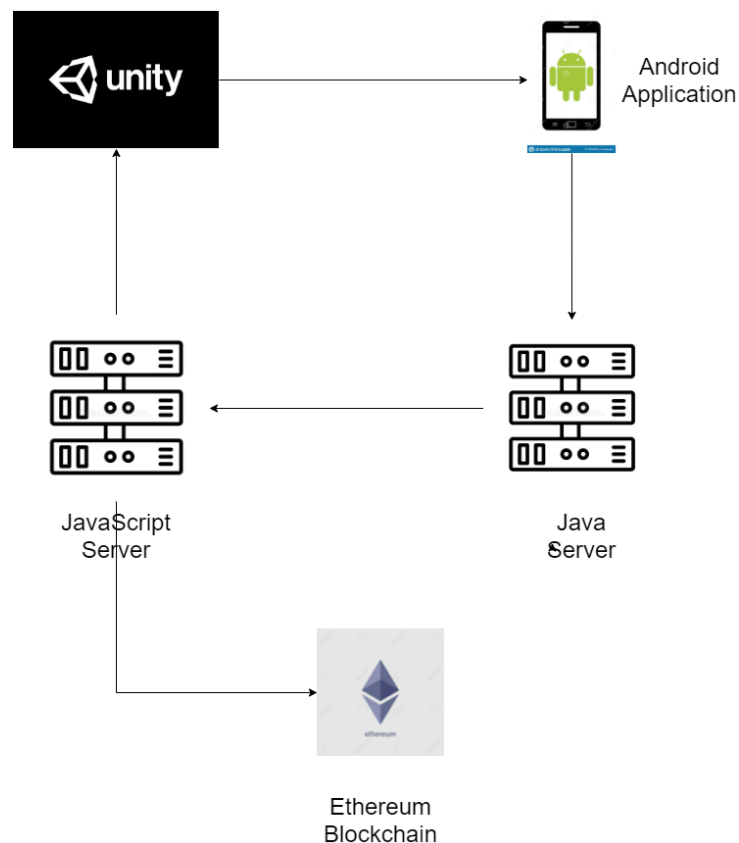 unity
Android
Application
JavaScript
Server
Java
Server
ethereum
Ethereum
Blockchain